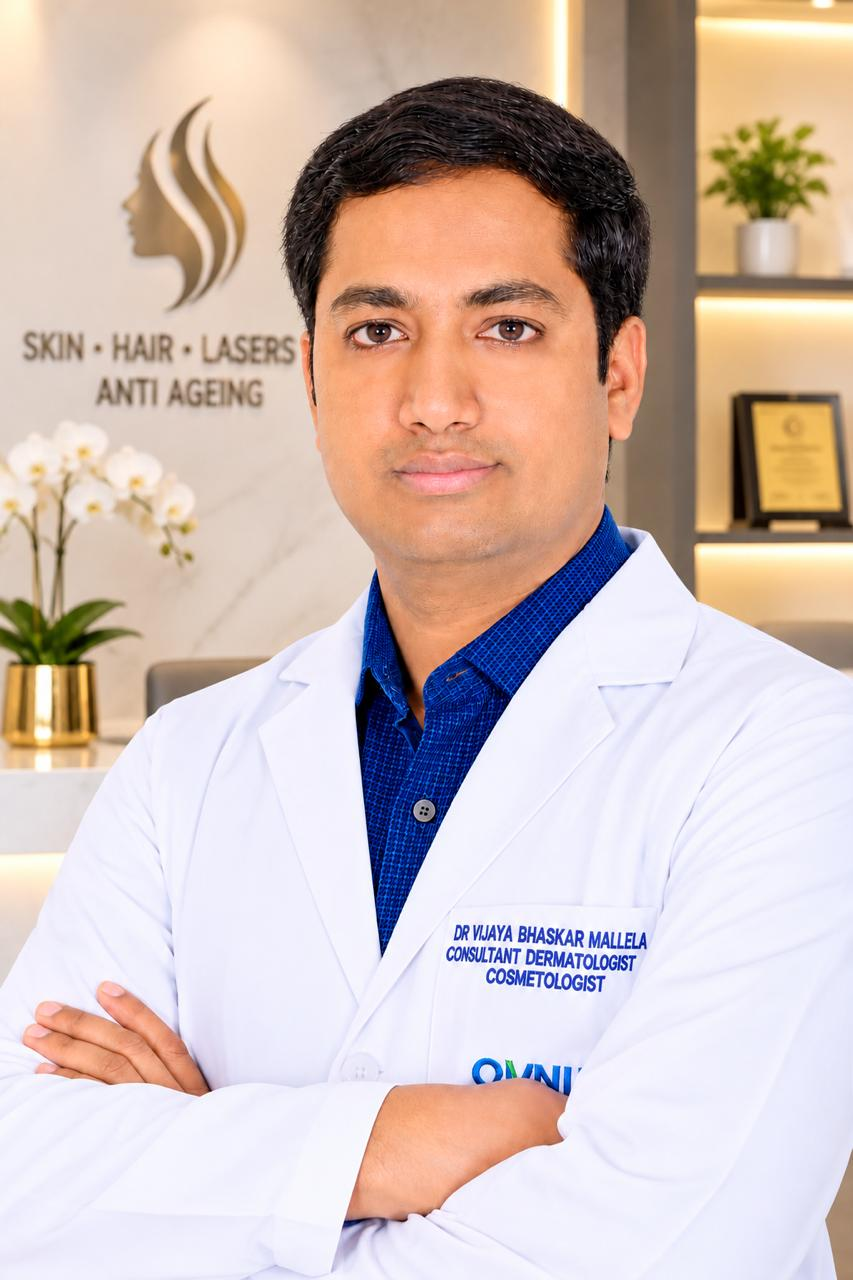 SKIN • HAIR • LASERS
ANTI AGEING
DR VIJAYA BHASKAR MALLELA
CONSULTANT DERMATOLOGIST
COSMETOLOGIST